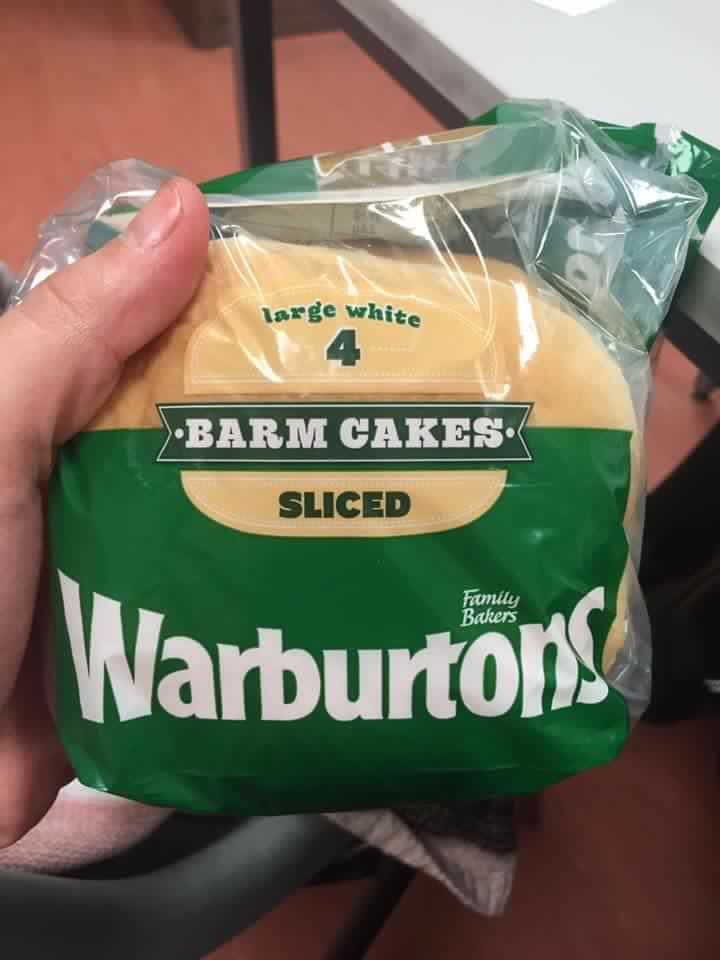 large white
4
BARM CAKES
SLICED
Family
Bakers
Warburtons